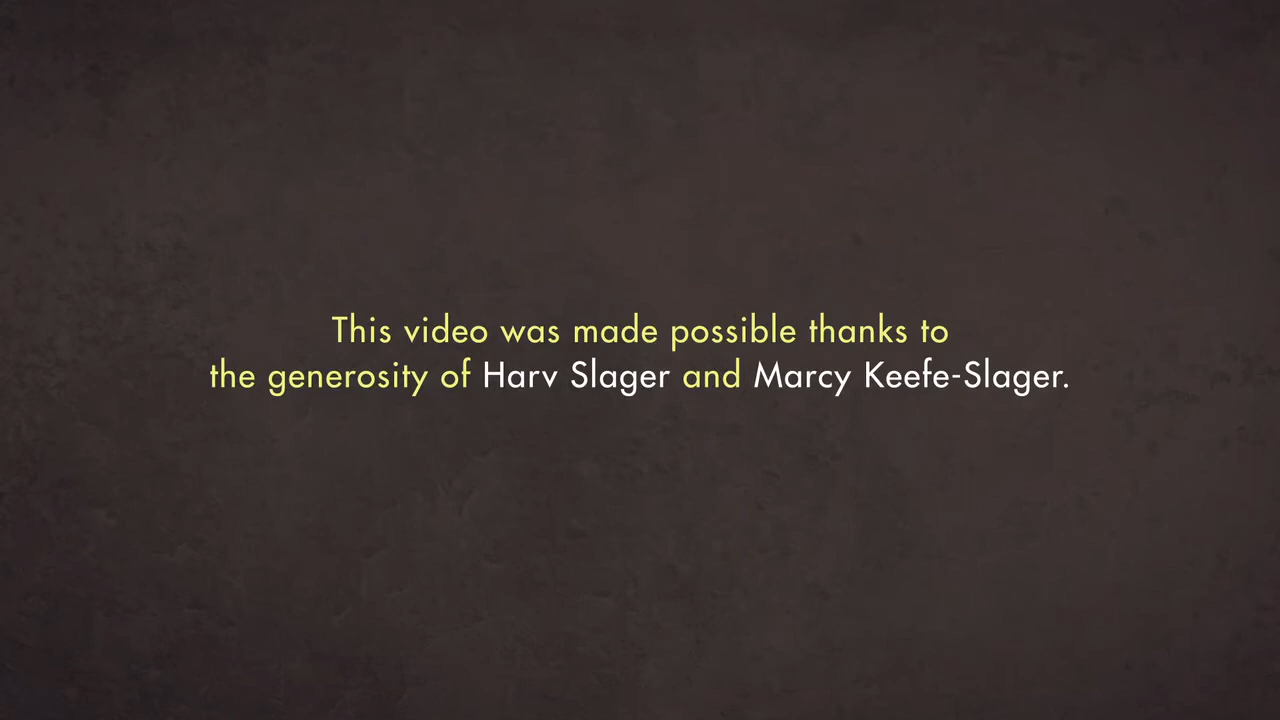 This video was made possible thanks to
the generosity of Harv Slager and Marcy Keefe-Slager.